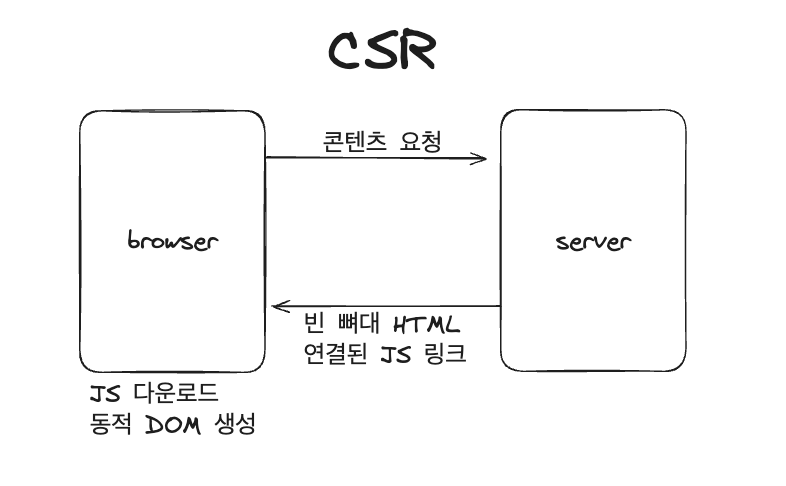 CSR
콘텐츠 요청
browser
server
빈 뼈대 HTML
연결된 JS 링크
JS 다운로드
동적 DOM 생성